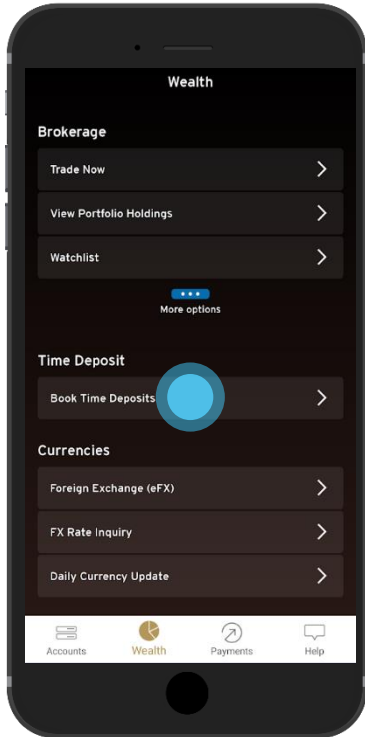 Wealth
Brokerage
Trade Now
View Portfolio Holdings
Watchlist
More options
Time Deposit
Book Time Deposits
Currencies
Foreign Exchange (eFX)
FX Rate Inquiry
Daily Currency Update
Accounts Wealth Payments Help